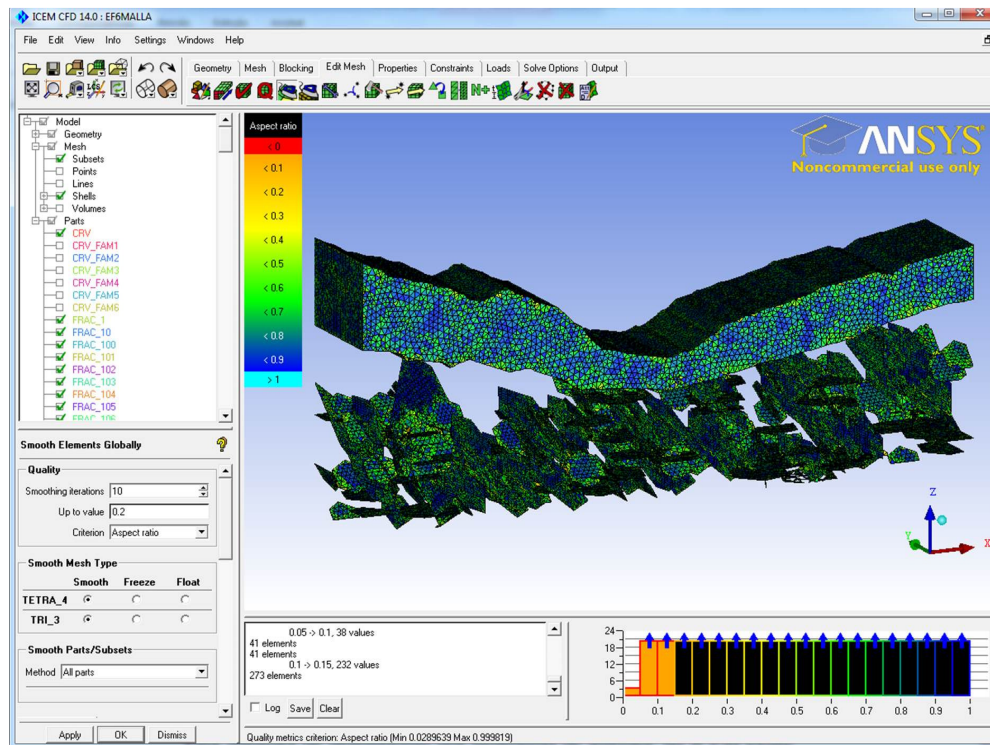 ICEM CFD 14.0 : EF6MALLA
File Edit View Info Settings Windows Help
Geometry Mesh Blocking Edit Mesh Properties Constraints Loads Solve Options Output
Model
Geometry
Mesh
Subsets
Points
Lines
Shells
Volumes
Parts
CRV
CRV_FAM1
CRV_FAM2
CRV_FAM3
CRV_FAM4
CRV_FAM5
CRV_FAM6
FRAC_1
FRAC_10
FRAC_100
FRAC_101
FRAC_102
FRAC_103
FRAC_104
FRAC_105
FRAC_106
Smooth Elements Globally
Quality
Smoothing iterations 10
Up to value 0.2
Criterion Aspect ratio
Smooth Mesh Type
Smooth Freeze Float
TETRA_4
TRI_3
Smooth Parts/Subsets
Method All parts
Apply OK Dismiss
Aspect ratio
< 0
< 0.1
< 0.2
< 0.3
< 0.4
< 0.5
< 0.6
< 0.7
< 0.8
< 0.9
> 1
ANSYS
Noncommercial use only
Z
Y
X
0.05 -> 0.1, 38 values
41 elements
41 elements
0.1 -> 0.15, 232 values
273 elements
Log Save Clear
24
18
12
6
0
0 0.1 0.2 0.3 0.4 0.5 0.6 0.7 0.8 0.9 1
Quality metrics criterion: Aspect ratio (Min 0.0289639 Max 0.999819)